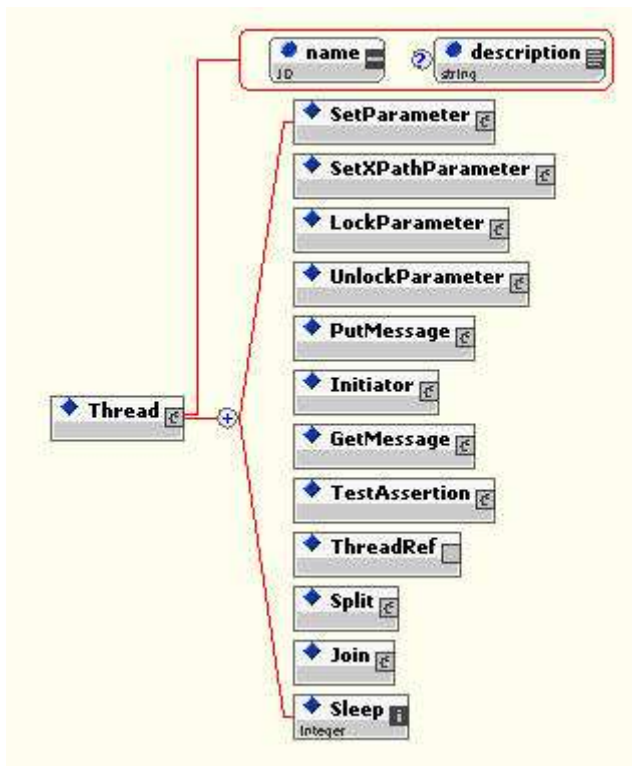 name
ID
?
description
string
SetParameter
SetXPathParameter
LockParameter
UnlockParameter
PutMessage
Initiator
Thread
GetMessage
TestAssertion
ThreadRef
Split
Join
Sleep
Integer